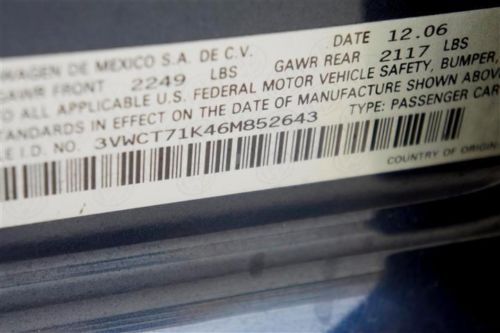 WAGEN DE MEXICO S.A. DE C.V. DATE 12.06
GAWR FRONT 2249 LBS GAWR REAR 2117 LBS
TO ALL APPLICABLE U.S. FEDERAL MOTOR VEHICLE SAFETY, BUMPER,
STANDARDS IN EFFECT ON THE DATE OF MANUFACTURE SHOWN ABOVE,
LE I.D. NO. 3VWCT71K46M852643 TYPE: PASSENGER CAR
COUNTRY OF ORIGIN